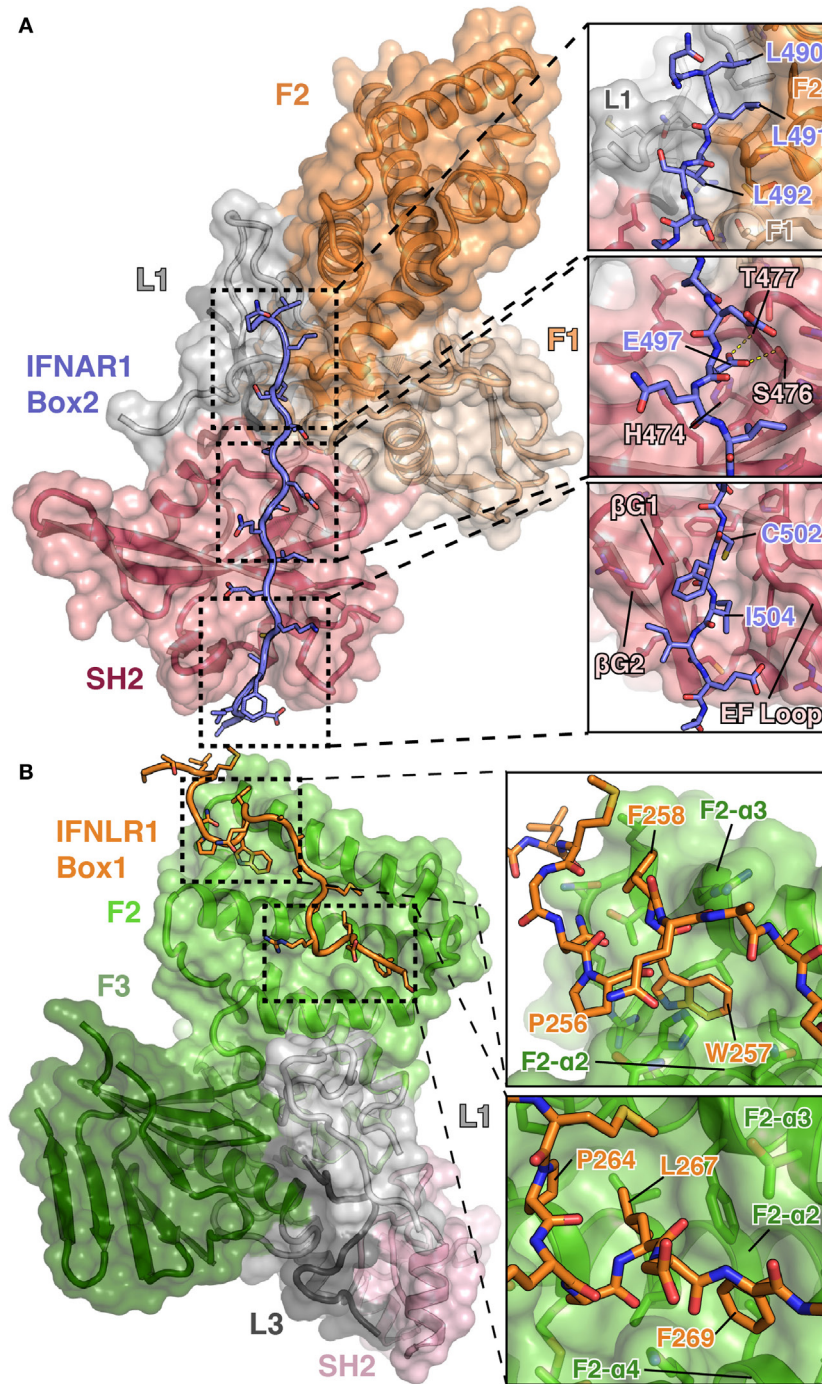 A
F2
L1
IFNAR1
Box2
F1
SH2
L490
F2
L1
L491
L492
F1
T477
E497
S476
H474
βG1
C502
I504
βG2
EF Loop
B
IFNLR1
Box1
F2
F3
L1
L3
SH2
F258
F2-α3
P256
F2-α2
W257
F2-α3
P264
L267
F2-α2
F269
F2-α4